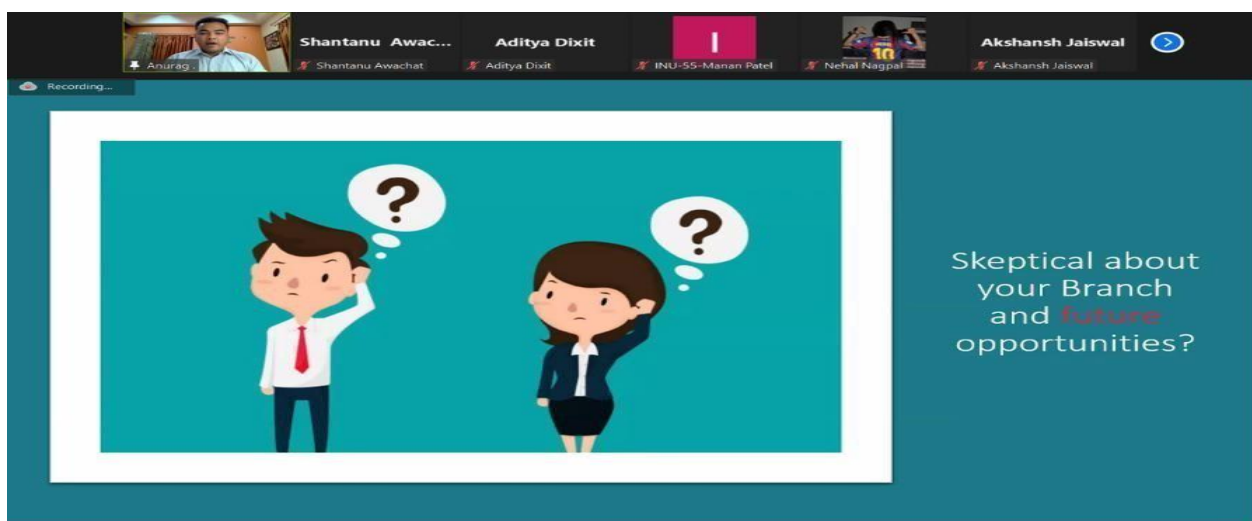 Shantanu Awac...
Aditya Dixit
I
Akshansh Jaiswal
Anurag .
Shantanu Awachat
Aditya Dixit
INU-55-Manan Patel
10
Nehal Nagpal
Akshansh Jaiswal
Recording...
?
?
Skeptical about
your Branch
and future
opportunities?